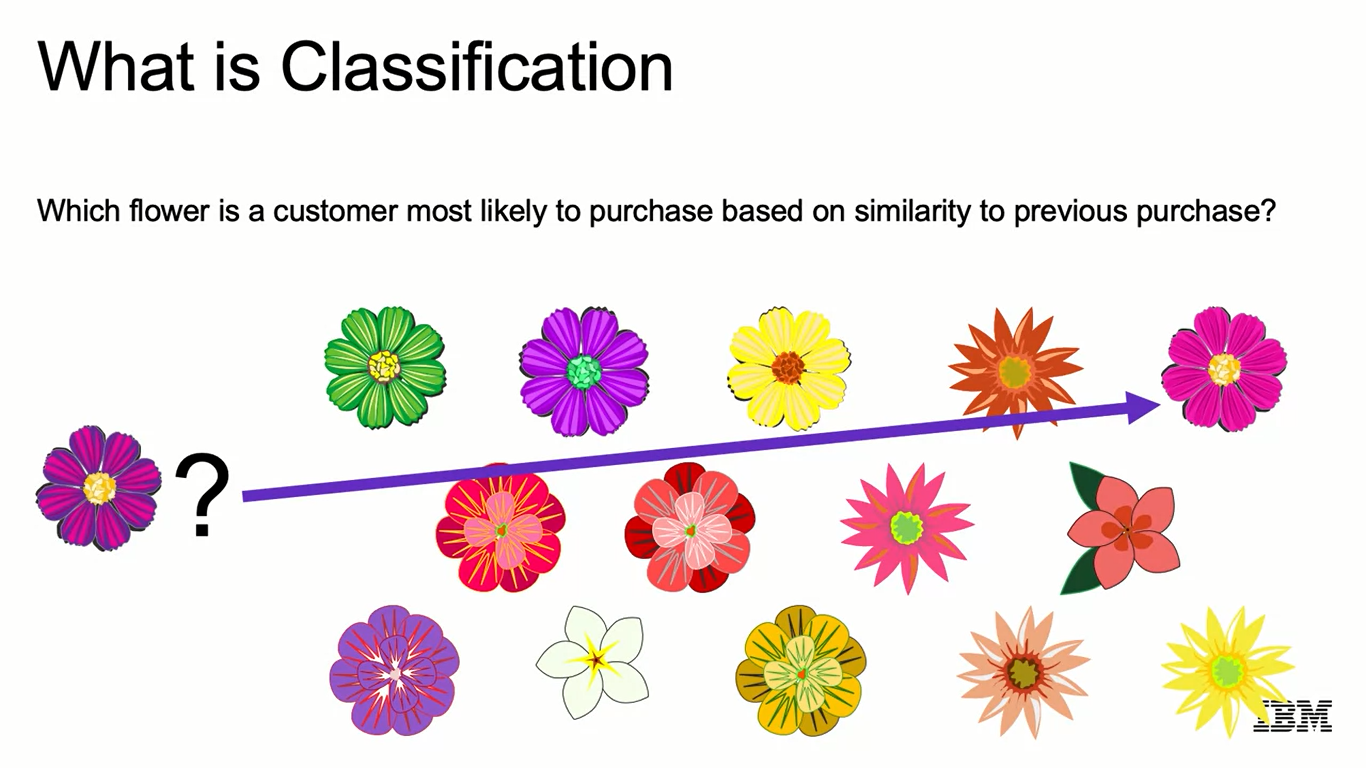 What is Classification
Which flower is a customer most likely to purchase based on similarity to previous purchase?
?
IBM